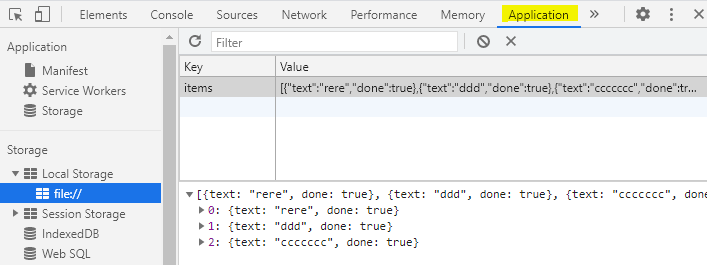 Elements Console Sources Network Performance Memory Application »
Application
Manifest
Service Workers
Storage
Storage
Local Storage
file://
Session Storage
IndexedDB
Web SQL
Filter
Key Value
items [{"text":"rere","done":true},{"text":"ddd","done":true},{"text":"ccccccc","done":tr...
[{text: "rere", done: true}, {text: "ddd", done: true}, {text: "ccccccc", done
0: {text: "rere", done: true}
1: {text: "ddd", done: true}
2: {text: "ccccccc", done: true}